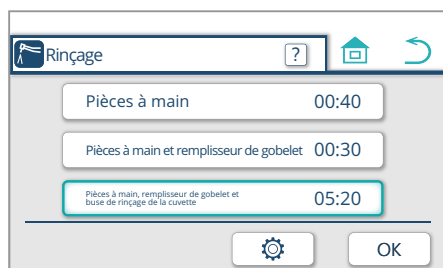 Rinçage ?
Pièces à main 00:40
Pièces à main et remplisseur de gobelet 00:30
Pièces à main, remplisseur de gobelet et
buse de rinçage de la cuvette 05:20
OK